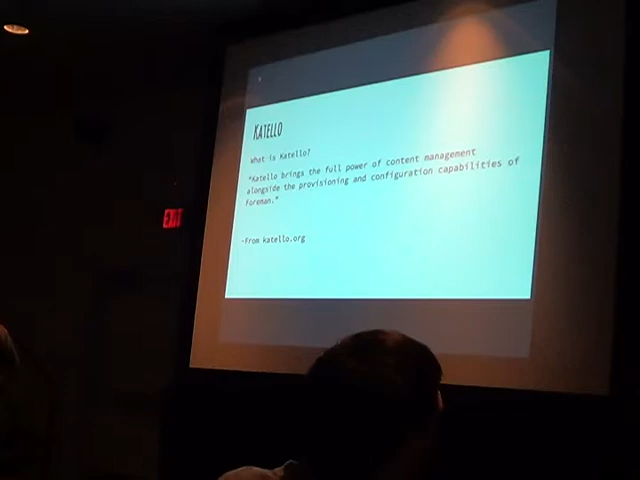 KATELLO
What is Katello?
"Katello brings the full power of content management
alongside the provisioning and configuration capabilities of
Foreman."
-From katello.org
EXIT